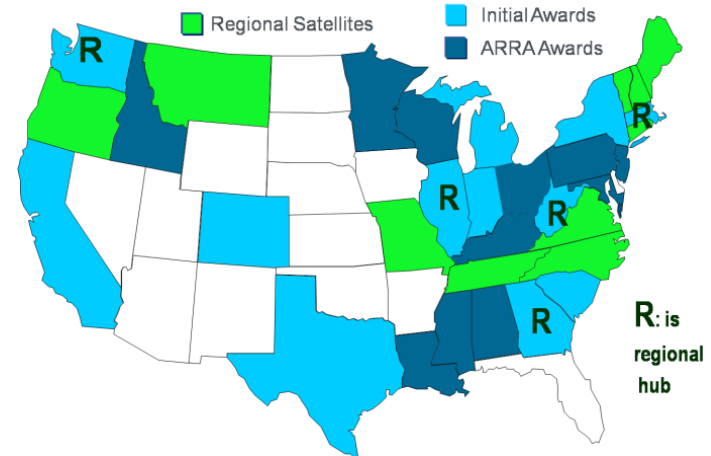 Regional Satellites
Initial Awards
ARRA Awards
R
R
R
R
R
R: is
regional
hub